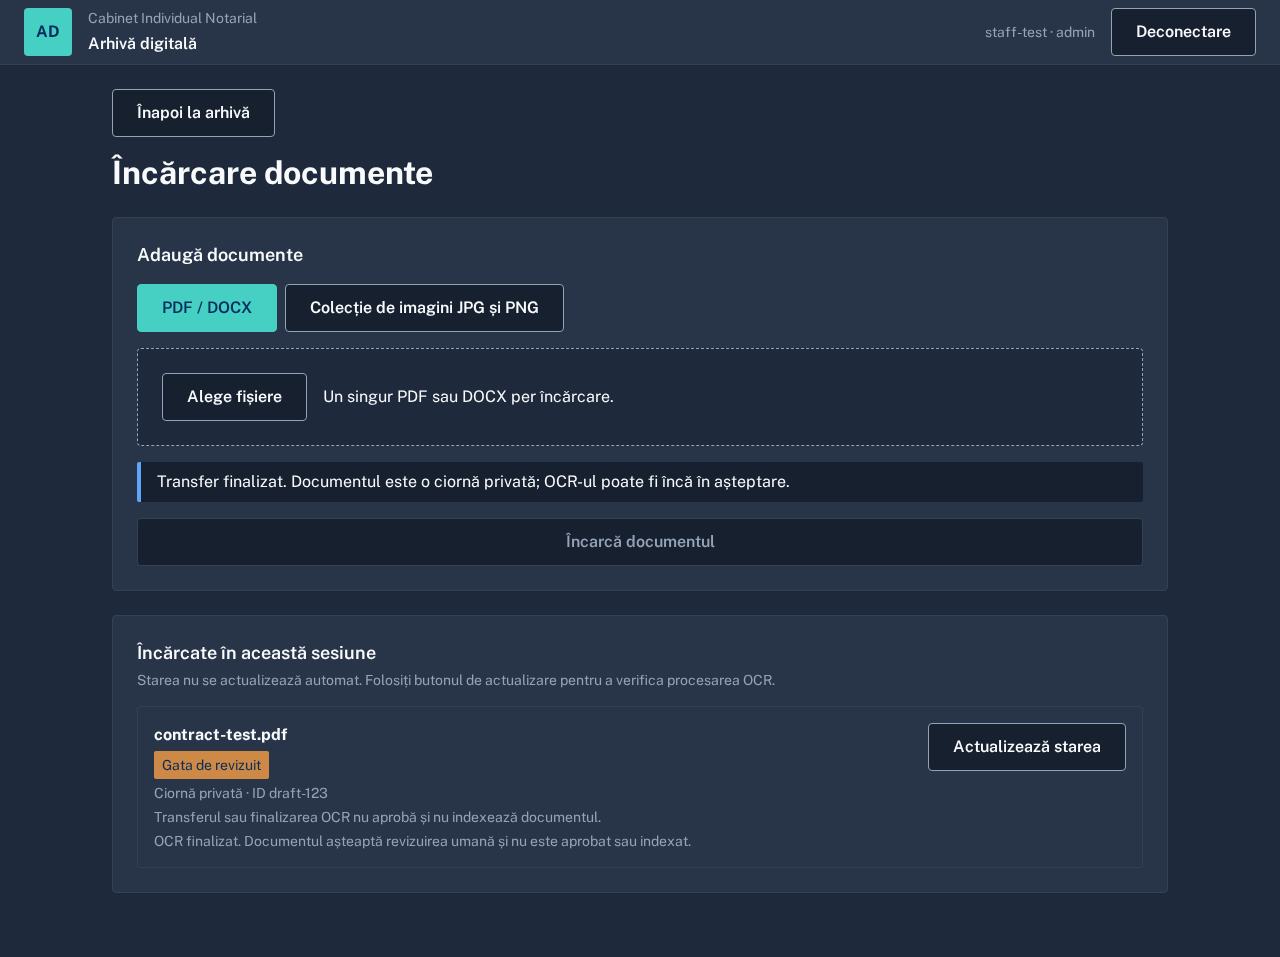 AD
Cabinet Individual Notarial
Arhivă digitală
staff-test · admin
Deconectare
Înapoi la arhivă
Încărcare documente
Adaugă documente
PDF / DOCX
Colecție de imagini JPG și PNG
Alege fișiere
Un singur PDF sau DOCX per încărcare.
Transfer finalizat. Documentul este o ciornă privată; OCR-ul poate fi încă în așteptare.
Încarcă documentul
Încărcate în această sesiune
Starea nu se actualizează automat. Folosiți butonul de actualizare pentru a verifica procesarea OCR.
contract-test.pdf
Actualizează starea
Gata de revizuit
Ciornă privată · ID draft-123
Transferul sau finalizarea OCR nu aprobă și nu indexează documentul.
OCR finalizat. Documentul așteaptă revizuirea umană și nu este aprobat sau indexat.